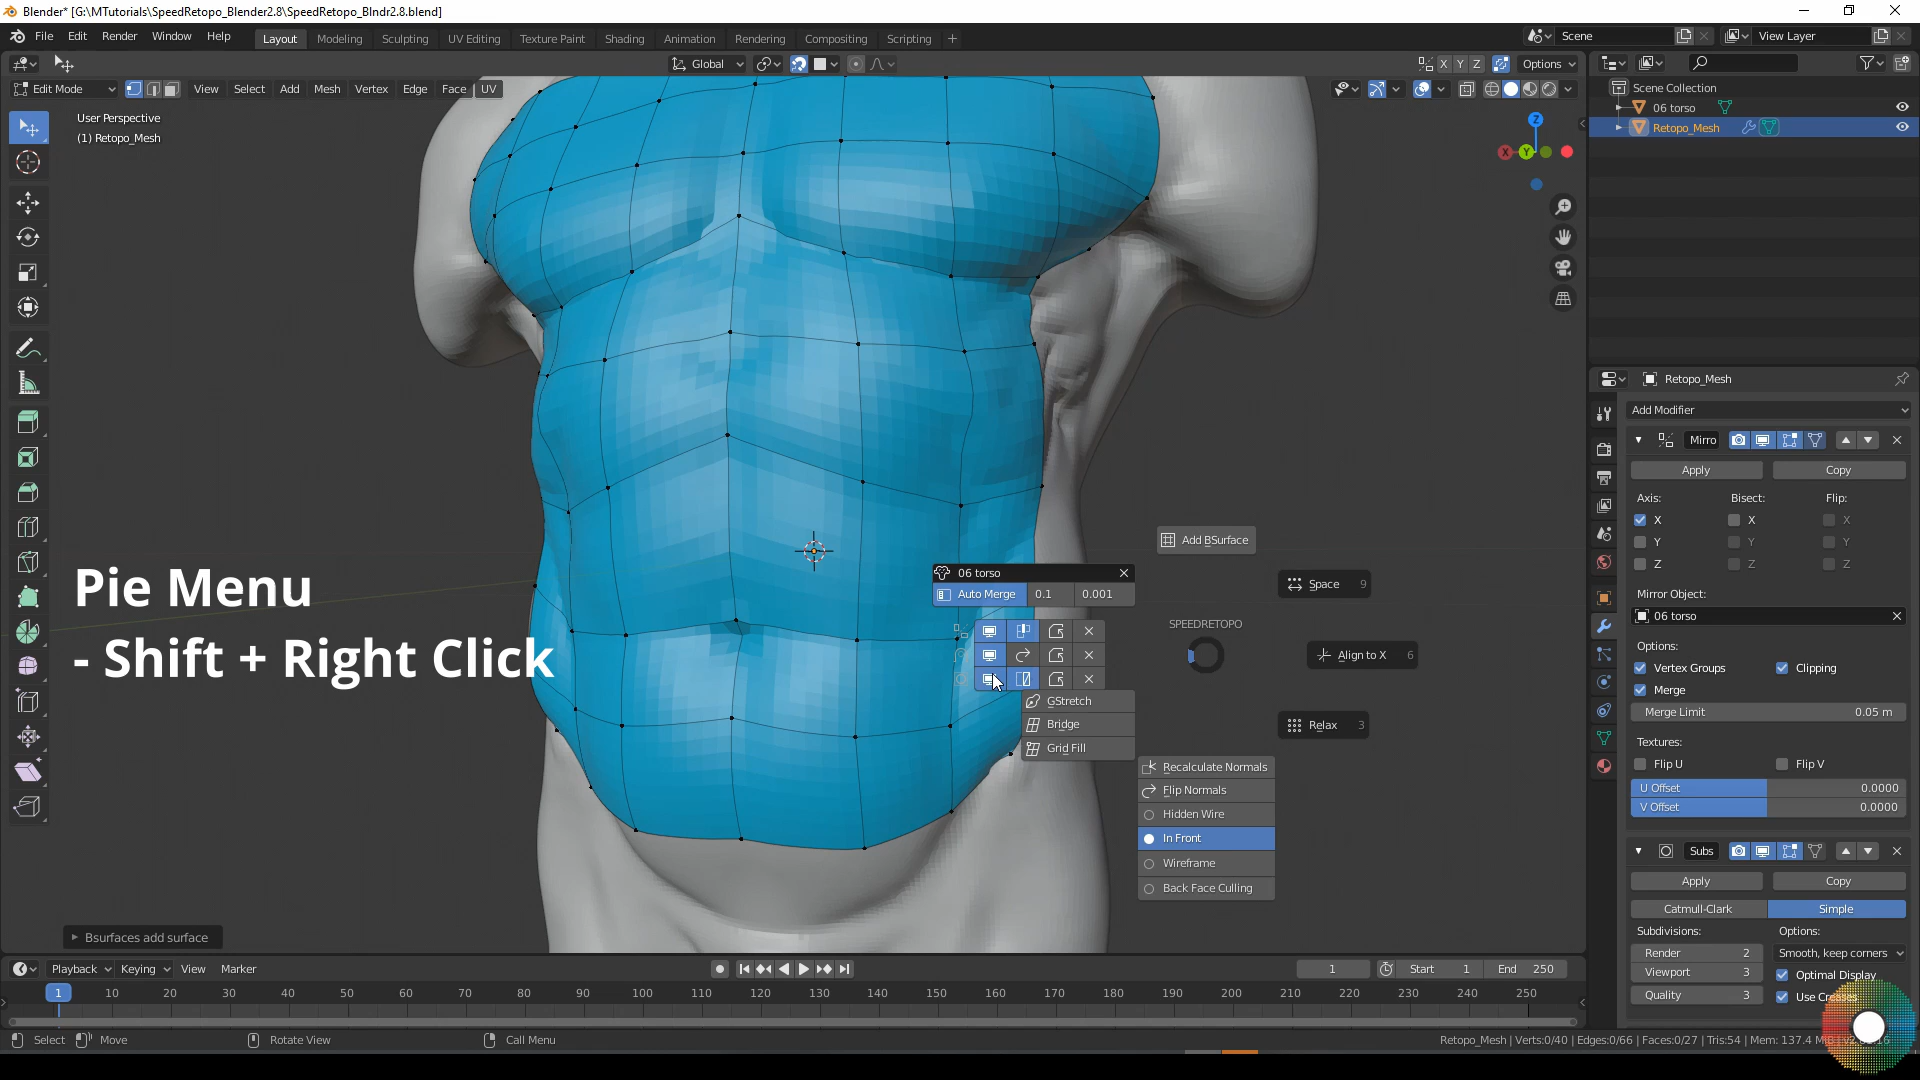 Blender* [G:\MTutorials\SpeedRetopo_Blender2.8\SpeedRetopo_Blndr2.8.blend]
File Edit Render Window Help
Layout Modeling Sculpting UV Editing Texture Paint Shading Animation Rendering Compositing Scripting +
Scene
View Layer
Global
X Y Z Options
Edit Mode View Select Add Mesh Vertex Edge Face UV
User Perspective
(1) Retopo_Mesh
Z
X Y
Scene Collection
06 torso
Retopo_Mesh
Retopo_Mesh
Add Modifier
Mirro
Apply Copy
Axis: Bisect: Flip:
X X X
Y Y Y
Z Z Z
Mirror Object:
06 torso
Options:
Vertex Groups Clipping
Merge
Merge Limit 0.05 m
Textures:
Flip U Flip V
U Offset 0.0000
V Offset 0.0000
Subs
Apply Copy
Catmull-Clark Simple
Subdivisions: Options:
Render 2 Smooth, keep corners
Viewport 3 Optimal Display
Quality 3
Add BSurface
06 torso
Auto Merge 0.1 0.001
Space 9
SPEEDRETOPO
Align to X 6
GStretch
Bridge
Grid Fill
Relax 3
Recalculate Normals
Flip Normals
Hidden Wire
In Front
Wireframe
Back Face Culling
Pie Menu
- Shift + Right Click
Bsurfaces add surface
Playback Keying View Marker
1 Start 1 End 250
1 10 20 30 40 50 60 70 80 90 100 110 120 130 140 150 160 170 180 190 200 210 220 230 240 250
Select Move Rotate View Call Menu
Retopo_Mesh | Verts:0/40 | Edges:0/66 | Faces:0/27 | Tris:54 | Mem: 137.4